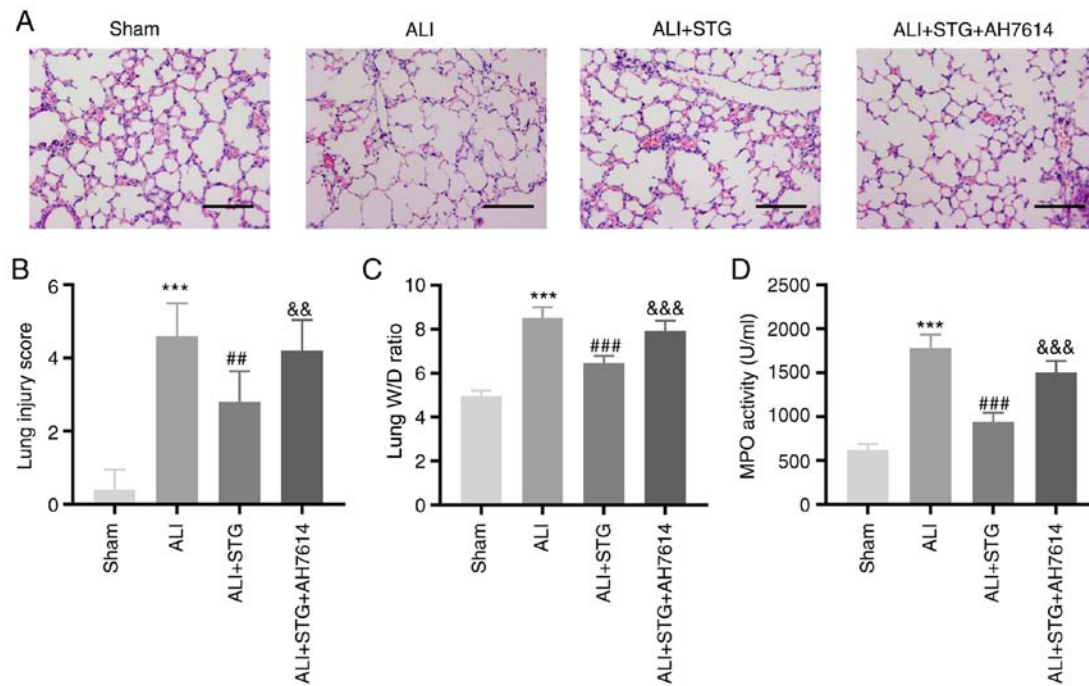 A
Sham
ALI
ALI+STG
ALI+STG+AH7614
B
Lung injury score
6
4
2
0
***
##
&&
Sham
ALI
ALI+STG
ALI+STG+AH7614
C
Lung W/D ratio
10
8
6
4
2
0
***
###
&&&
Sham
ALI
ALI+STG
ALI+STG+AH7614
D
MPO activity (U/ml)
2500
2000
1500
1000
500
0
***
###
&&&
Sham
ALI
ALI+STG
ALI+STG+AH7614